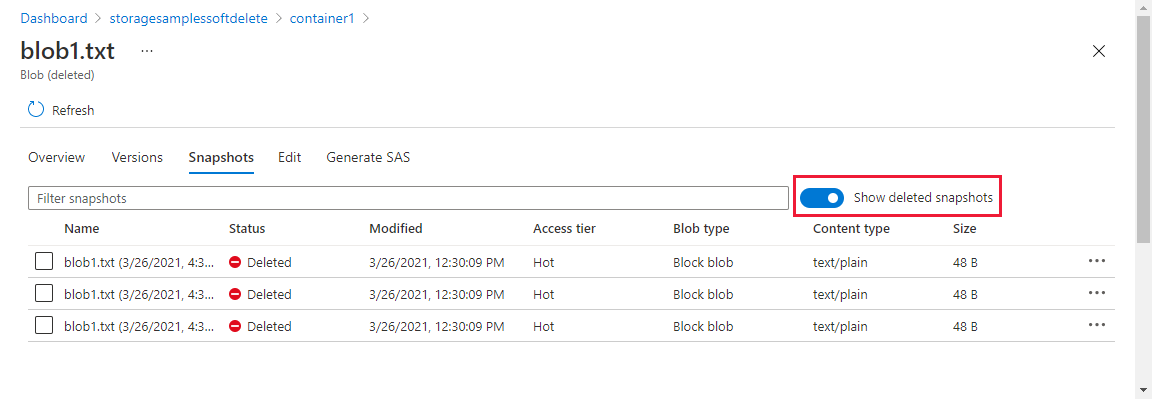 Dashboard > storagesamplessoftdelete > container1 >
blob1.txt ...
Blob (deleted)
Refresh
Overview Versions Snapshots Edit Generate SAS
Filter snapshots Show deleted snapshots
Name Status Modified Access tier Blob type Content type Size
blob1.txt (3/26/2021, 4:3... Deleted 3/26/2021, 12:30:09 PM Hot Block blob text/plain 48 B ...
blob1.txt (3/26/2021, 4:3... Deleted 3/26/2021, 12:30:09 PM Hot Block blob text/plain 48 B ...
blob1.txt (3/26/2021, 4:3... Deleted 3/26/2021, 12:30:09 PM Hot Block blob text/plain 48 B ...